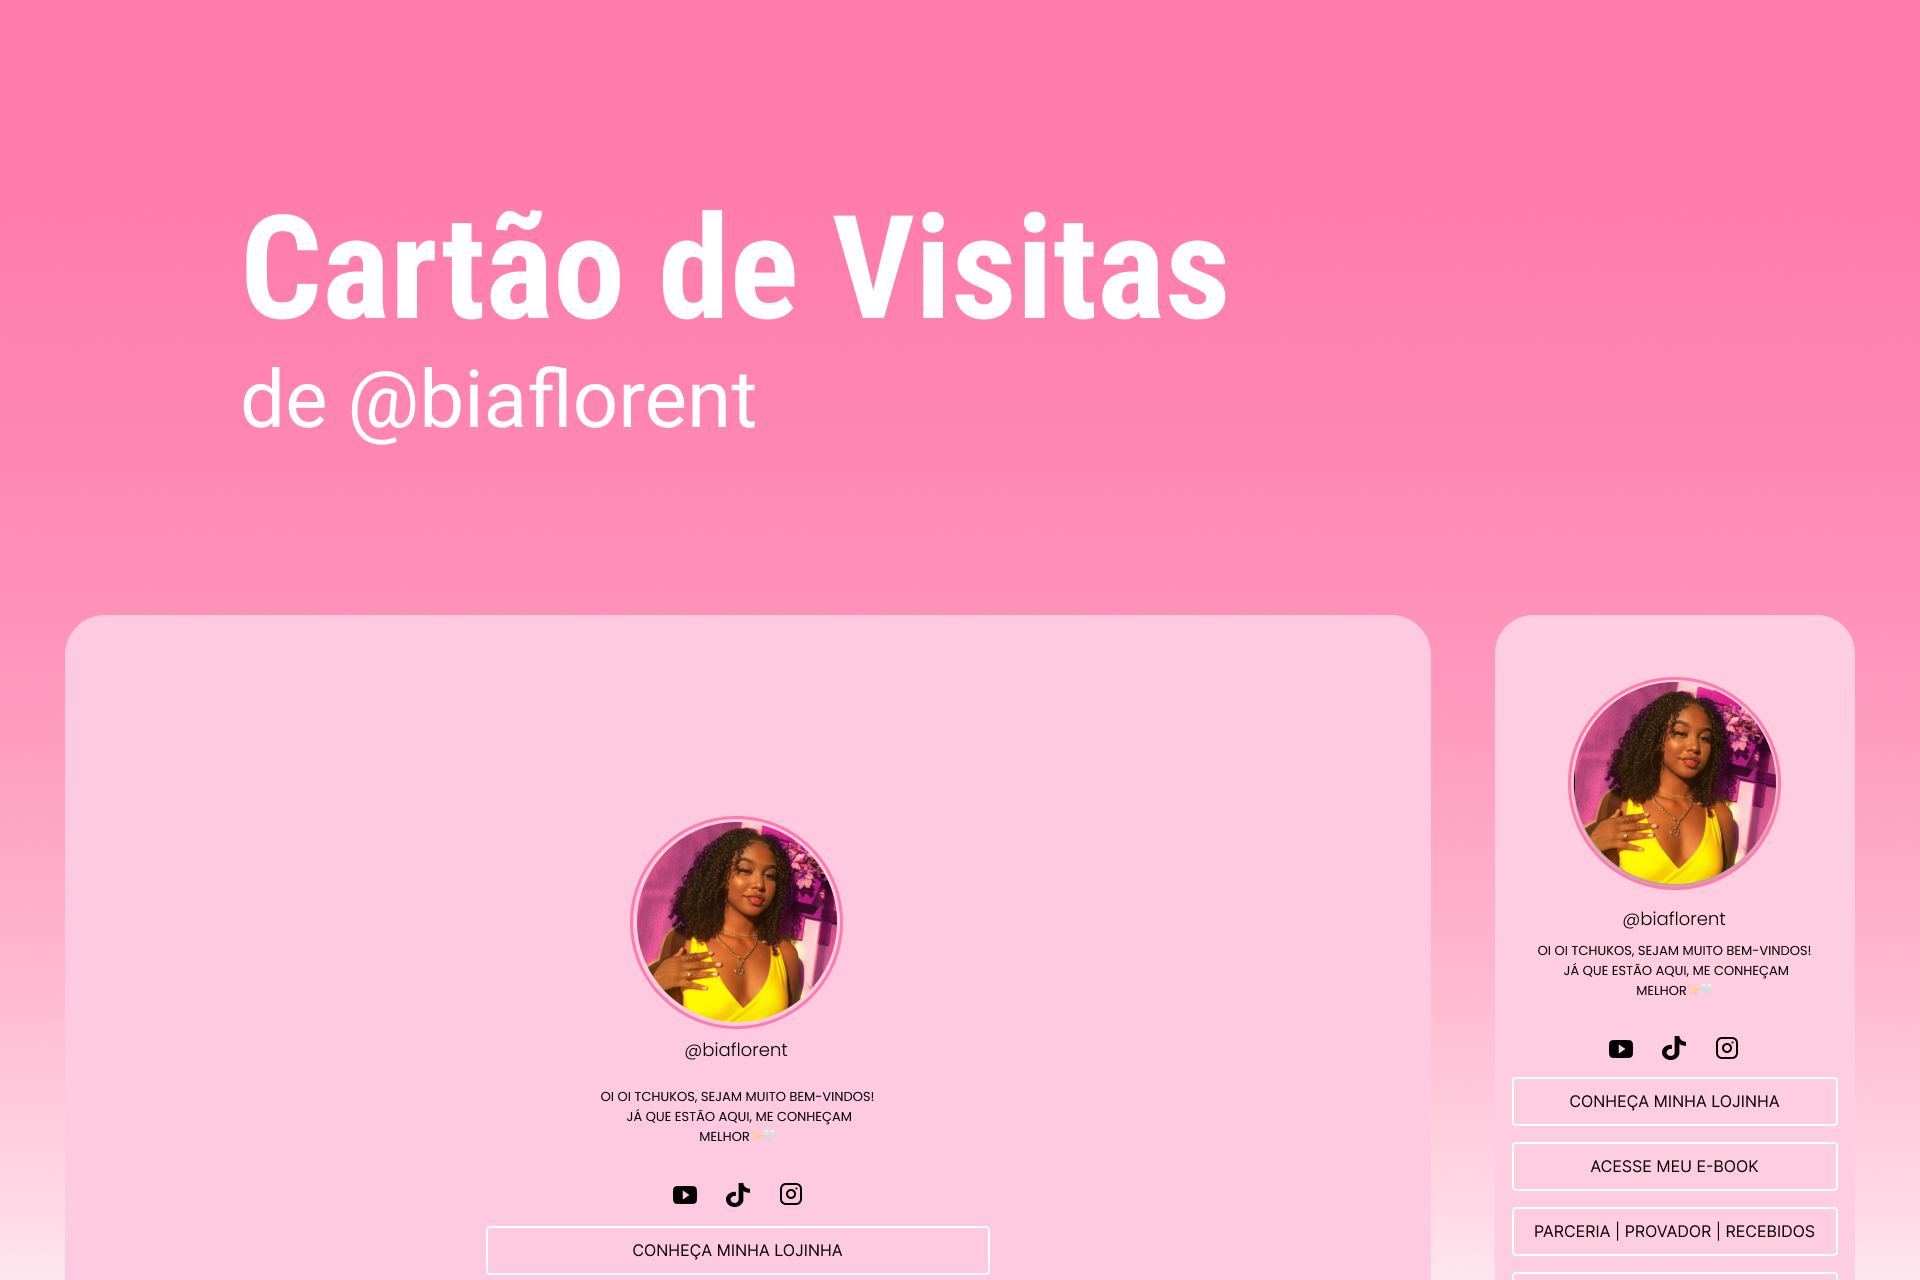 Cartão de Visitas
de @biaflorent
@biaflorent
OI OI TCHUKOS, SEJAM MUITO BEM-VINDOS!
JÁ QUE ESTÃO AQUI, ME CONHEÇAM
MELHOR✨🤍
CONHEÇA MINHA LOJINHA
@biaflorent
OI OI TCHUKOS, SEJAM MUITO BEM-VINDOS!
JÁ QUE ESTÃO AQUI, ME CONHEÇAM
MELHOR✨🤍
CONHEÇA MINHA LOJINHA
ACESSE MEU E-BOOK
PARCERIA | PROVADOR | RECEBIDOS